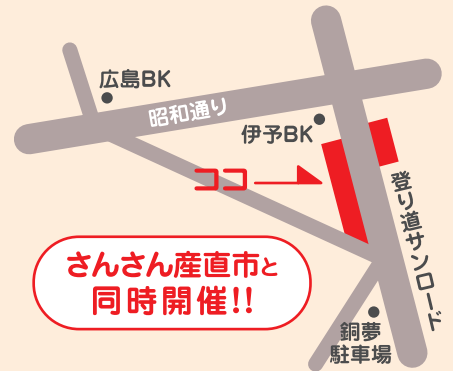 広島BK
昭和通り
伊予BK
ココ
登り道サンロード
さんさん産直市と
同時開催!!
銅夢
駐車場